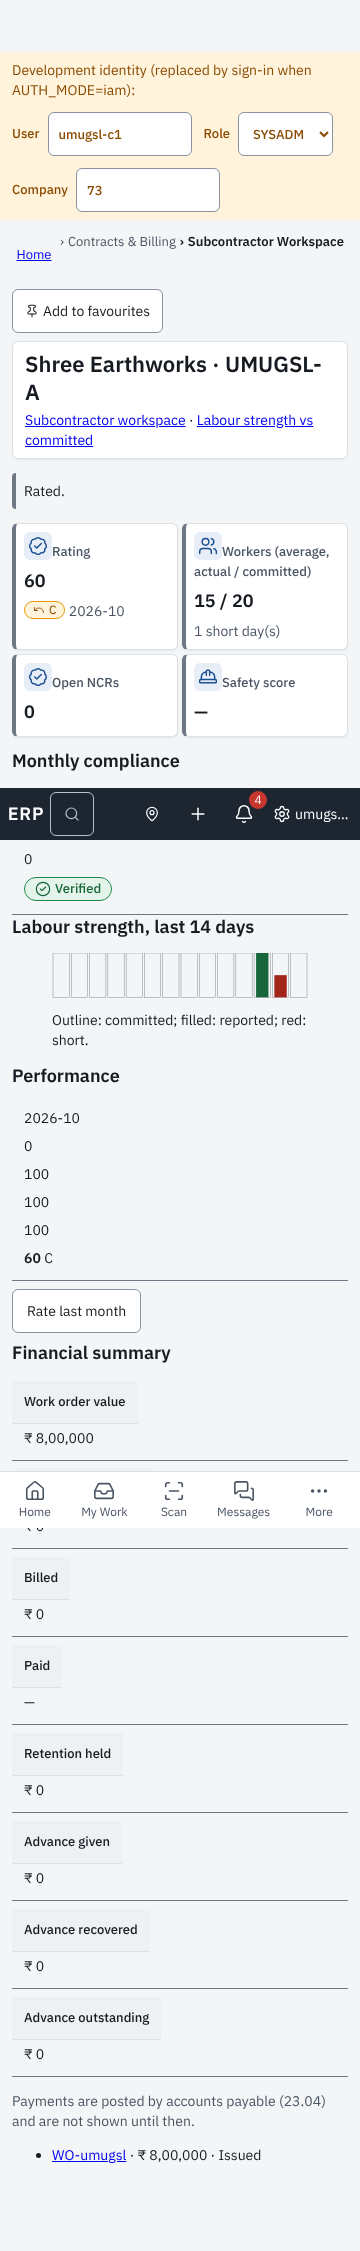 Development identity (replaced by sign-in when
AUTH_MODE=iam):
User umugsl-c1 Role SYSADM
Company 73
Home › Contracts & Billing › Subcontractor Workspace
Add to favourites
Shree Earthworks · UMUGSL-
A
Subcontractor workspace · Labour strength vs
committed
Rated.
Rating
60
C 2026-10
Workers (average,
actual / committed)
15 / 20
1 short day(s)
Open NCRs
0
Safety score
—
Monthly compliance
ERP 4 umugs...
0
Verified
Labour strength, last 14 days
Outline: committed; filled: reported; red:
short.
Performance
2026-10
0
100
100
100
60 C
Rate last month
Financial summary
Work order value
₹ 8,00,000
Home My Work Scan Messages More
Billed
₹ 0
Paid
—
Retention held
₹ 0
Advance given
₹ 0
Advance recovered
₹ 0
Advance outstanding
₹ 0
Payments are posted by accounts payable (23.04)
and are not shown until then.
• WO-umugsl · ₹ 8,00,000 · Issued